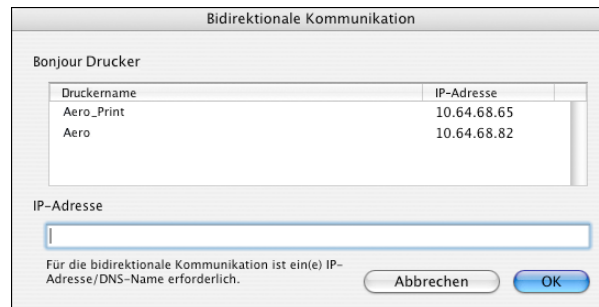 Bidirektionale Kommunikation
Bonjour Drucker
Druckername IP-Adresse
Aero_Print 10.64.68.65
Aero 10.64.68.82
IP-Adresse
Für die bidirektionale Kommunikation ist ein(e) IP-
Adresse/DNS-Name erforderlich.
Abbrechen OK